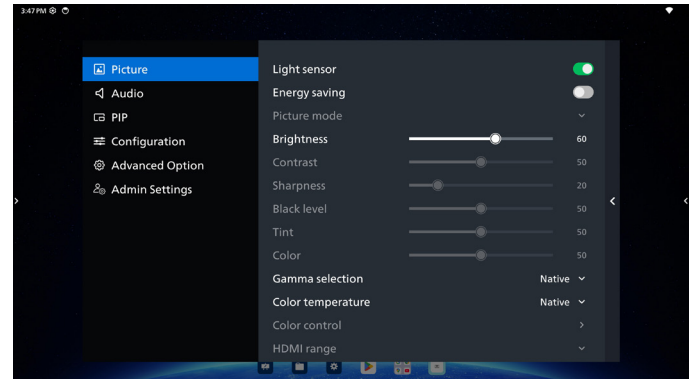 3:47 PM
Picture
Audio
PIP
Configuration
Advanced Option
Admin Settings
Light sensor
Energy saving
Picture mode
Brightness 60
Contrast 50
Sharpness 20
Black level 50
Tint 50
Color 50
Gamma selection Native
Color temperature Native
Color control
HDMI range